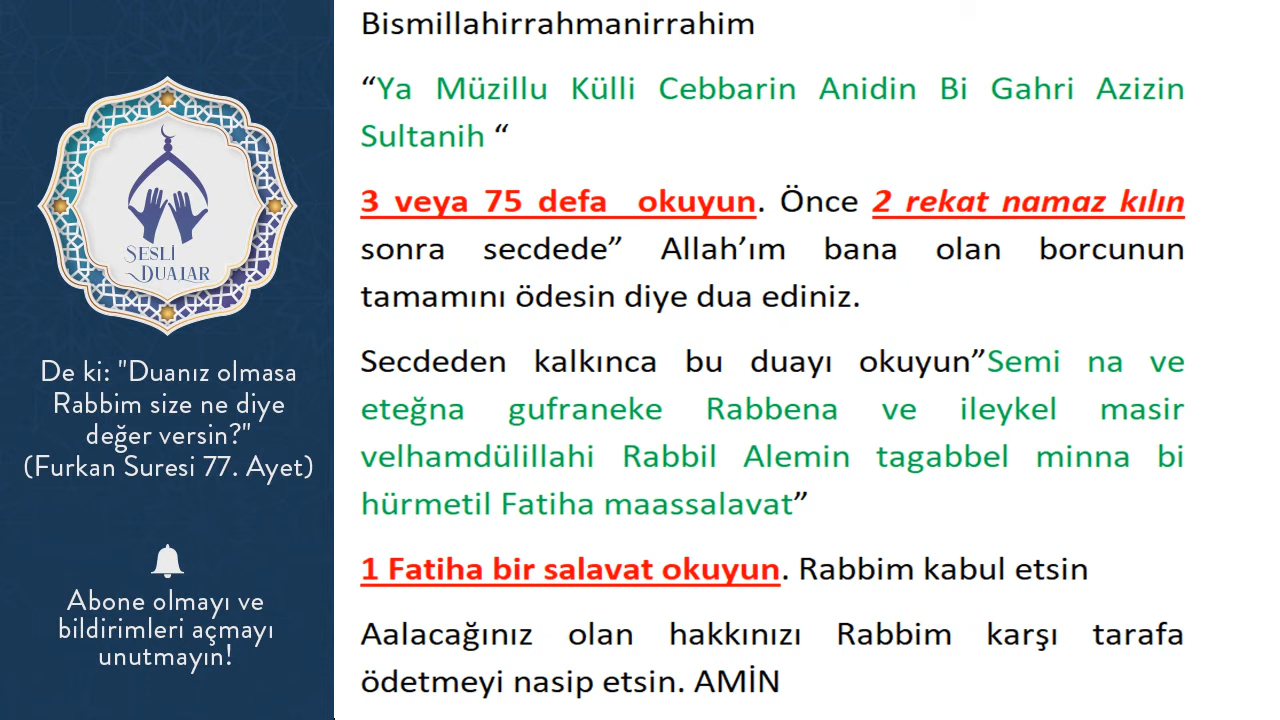 SESLİ
DUALAR
De ki: "Duanız olmasa
Rabbim size ne diye
değer versin?"
(Furkan Suresi 77. Ayet)
Abone olmayı ve
bildirimleri açmayı
unutmayın!
Bismillahirrahmanirrahim
“Ya Müzillu Külli Cebbarin Anidin Bi Gahri Azizin
Sultanih “
3 veya 75 defa okuyun. Önce 2 rekat namaz kılın
sonra secdede” Allah’ım bana olan borcunun
tamamını ödesin diye dua ediniz.
Secdeden kalkınca bu duayı okuyun”Semi na ve
eteğna gufraneke Rabbena ve ileykel masir
velhamdülillahi Rabbil Alemin tagabbel minna bi
hürmetil Fatiha maassalavat”
1 Fatiha bir salavat okuyun. Rabbim kabul etsin
Aalacağınız olan hakkınızı Rabbim karşı tarafa
ödetmeyi nasip etsin. AMİN